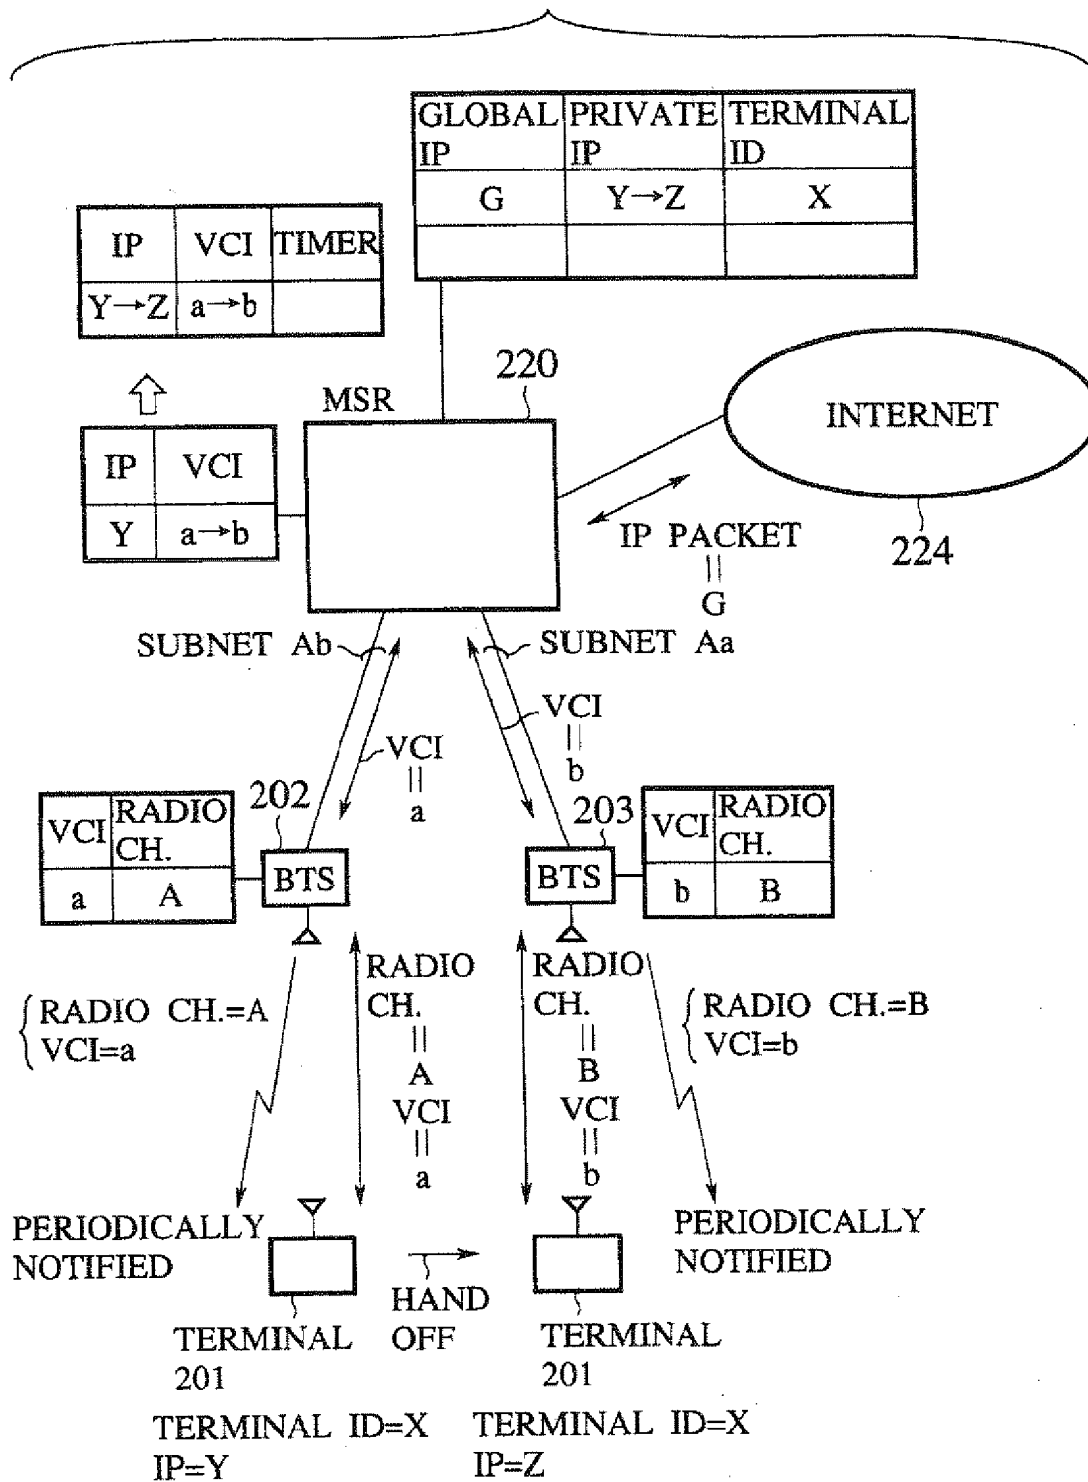 GLOBAL IP
PRIVATE IP
TERMINAL ID
G
Y→Z
X
IP
VCI
TIMER
Y→Z
a→b
MSR
220
INTERNET
224
IP
VCI
Y
a→b
IP PACKET
||
G
SUBNET Ab
SUBNET Aa
VCI
||
a
VCI
||
b
202
203
VCI
RADIO CH.
a
A
BTS
BTS
VCI
RADIO CH.
b
B
RADIO CH.=A
VCI=a
RADIO
CH.
||
A
VCI
||
a
RADIO
CH.
||
B
VCI
||
b
RADIO CH.=B
VCI=b
PERIODICALLY
NOTIFIED
PERIODICALLY
NOTIFIED
HAND
OFF
TERMINAL
201
TERMINAL
201
TERMINAL ID=X
IP=Y
TERMINAL ID=X
IP=Z